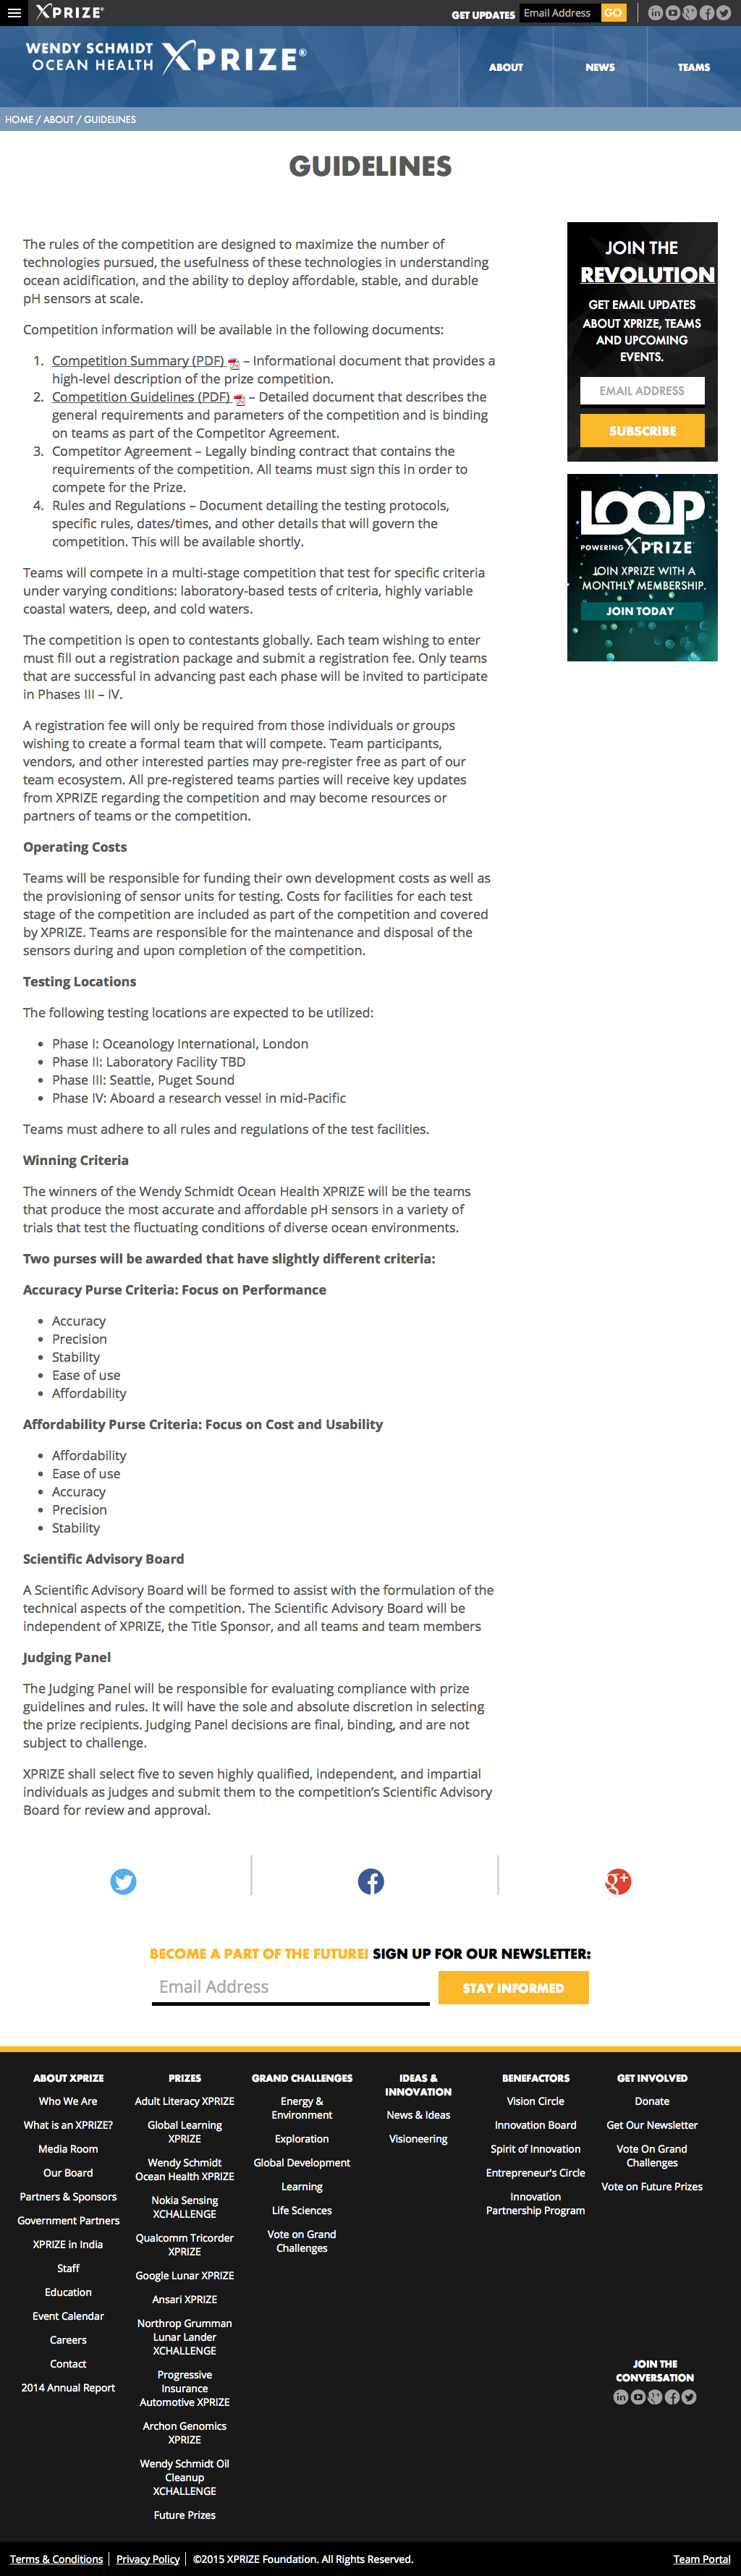 XPRIZE®
GET UPDATES Email Address GO
WENDY SCHMIDT
OCEAN HEALTH XPRIZE®
ABOUT NEWS TEAMS
HOME / ABOUT / GUIDELINES
GUIDELINES
The rules of the competition are designed to maximize the number of
technologies pursued, the usefulness of these technologies in understanding
ocean acidification, and the ability to deploy affordable, stable, and durable
pH sensors at scale.
Competition information will be available in the following documents:
1. Competition Summary (PDF) – Informational document that provides a
high-level description of the prize competition.
2. Competition Guidelines (PDF) – Detailed document that describes the
general requirements and parameters of the competition and is binding
on teams as part of the Competitor Agreement.
3. Competitor Agreement – Legally binding contract that contains the
requirements of the competition. All teams must sign this in order to
compete for the Prize.
4. Rules and Regulations – Document detailing the testing protocols,
specific rules, dates/times, and other details that will govern the
competition. This will be available shortly.
Teams will compete in a multi-stage competition that test for specific criteria
under varying conditions: laboratory-based tests of criteria, highly variable
coastal waters, deep, and cold waters.
The competition is open to contestants globally. Each team wishing to enter
must fill out a registration package and submit a registration fee. Only teams
that are successful in advancing past each phase will be invited to participate
in Phases III – IV.
A registration fee will only be required from those individuals or groups
wishing to create a formal team that will compete. Team participants,
vendors, and other interested parties may pre-register free as part of our
team ecosystem. All pre-registered teams parties will receive key updates
from XPRIZE regarding the competition and may become resources or
partners of teams or the competition.
Operating Costs
Teams will be responsible for funding their own development costs as well as
the provisioning of sensor units for testing. Costs for facilities for each test
stage of the competition are included as part of the competition and covered
by XPRIZE. Teams are responsible for the maintenance and disposal of the
sensors during and upon completion of the competition.
Testing Locations
The following testing locations are expected to be utilized:
• Phase I: Oceanology International, London
• Phase II: Laboratory Facility TBD
• Phase III: Seattle, Puget Sound
• Phase IV: Aboard a research vessel in mid-Pacific
Teams must adhere to all rules and regulations of the test facilities.
Winning Criteria
The winners of the Wendy Schmidt Ocean Health XPRIZE will be the teams
that produce the most accurate and affordable pH sensors in a variety of
trials that test the fluctuating conditions of diverse ocean environments.
Two purses will be awarded that have slightly different criteria:
Accuracy Purse Criteria: Focus on Performance
• Accuracy
• Precision
• Stability
• Ease of use
• Affordability
Affordability Purse Criteria: Focus on Cost and Usability
• Affordability
• Ease of use
• Accuracy
• Precision
• Stability
Scientific Advisory Board
A Scientific Advisory Board will be formed to assist with the formulation of the
technical aspects of the competition. The Scientific Advisory Board will be
independent of XPRIZE, the Title Sponsor, and all teams and team members
Judging Panel
The Judging Panel will be responsible for evaluating compliance with prize
guidelines and rules. It will have the sole and absolute discretion in selecting
the prize recipients. Judging Panel decisions are final, binding, and are not
subject to challenge.
XPRIZE shall select five to seven highly qualified, independent, and impartial
individuals as judges and submit them to the competition’s Scientific Advisory
Board for review and approval.
JOIN THE
REVOLUTION
GET EMAIL UPDATES
ABOUT XPRIZE, TEAMS
AND UPCOMING
EVENTS.
EMAIL ADDRESS
SUBSCRIBE
LOOP™
POWERING XPRIZE
JOIN XPRIZE WITH A
MONTHLY MEMBERSHIP.
JOIN TODAY
BECOME A PART OF THE FUTURE! SIGN UP FOR OUR NEWSLETTER:
Email Address STAY INFORMED
ABOUT XPRIZE
Who We Are
What is an XPRIZE?
Media Room
Our Board
Partners & Sponsors
Government Partners
XPRIZE in India
Staff
Education
Event Calendar
Careers
Contact
2014 Annual Report
PRIZES
Adult Literacy XPRIZE
Global Learning
XPRIZE
Wendy Schmidt
Ocean Health XPRIZE
Nokia Sensing
XCHALLENGE
Qualcomm Tricorder
XPRIZE
Google Lunar XPRIZE
Ansari XPRIZE
Northrop Grumman
Lunar Lander
XCHALLENGE
Progressive
Insurance
Automotive XPRIZE
Archon Genomics
XPRIZE
Wendy Schmidt Oil
Cleanup
XCHALLENGE
Future Prizes
GRAND CHALLENGES
Energy &
Environment
Exploration
Global Development
Learning
Life Sciences
Vote on Grand
Challenges
IDEAS &
INNOVATION
News & Ideas
Visioneering
BENEFACTORS
Vision Circle
Innovation Board
Spirit of Innovation
Entrepreneur's Circle
Innovation
Partnership Program
GET INVOLVED
Donate
Get Our Newsletter
Vote On Grand
Challenges
Vote on Future Prizes
JOIN THE
CONVERSATION
Terms & Conditions | Privacy Policy | ©2015 XPRIZE Foundation. All Rights Reserved. Team Portal